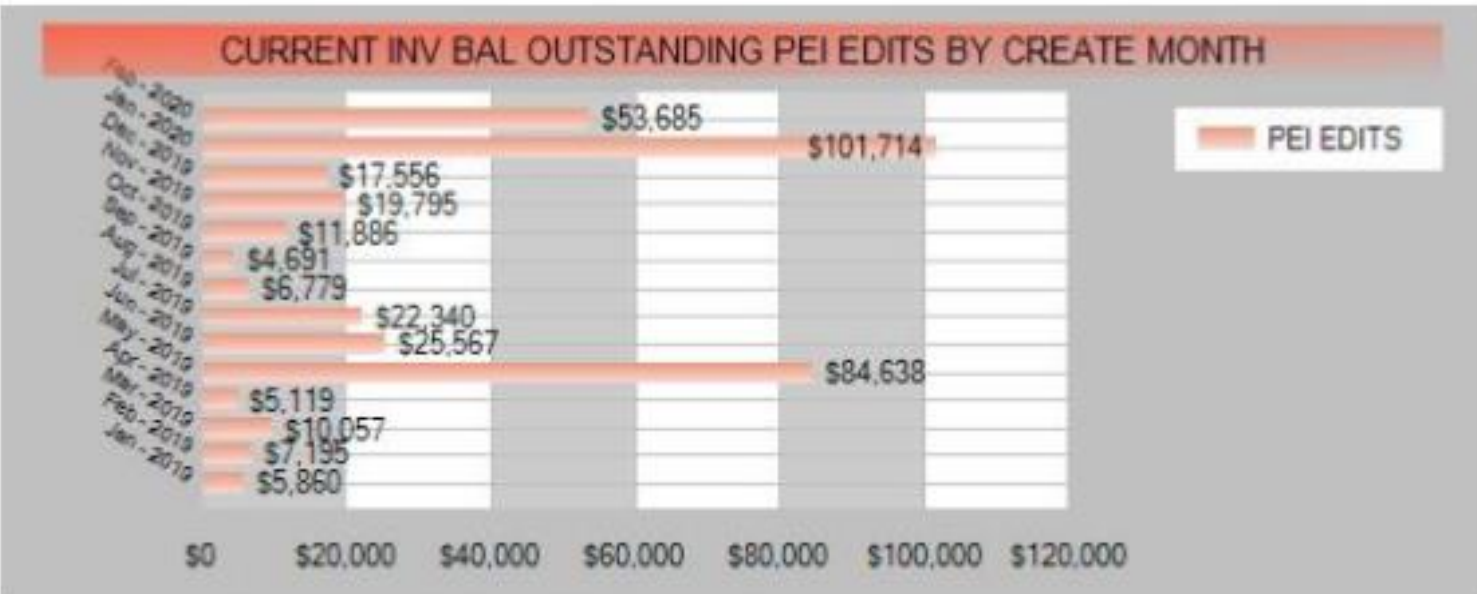 CURRENT INV BAL OUTSTANDING PEI EDITS BY CREATE MONTH
PEI EDITS
Feb - 2020
Jan - 2020
Dec - 2019
Nov - 2019
Oct - 2019
Sep - 2019
Aug - 2019
Jul - 2019
Jun - 2019
May - 2019
Apr - 2019
Mar - 2019
Feb - 2019
Jan - 2019
$53,685
$101,714
$17,556
$19,795
$11,886
$4,691
$6,779
$22,340
$25,567
$84,638
$5,119
$10,057
$7,195
$5,860
$0 $20,000 $40,000 $60,000 $80,000 $100,000 $120,000